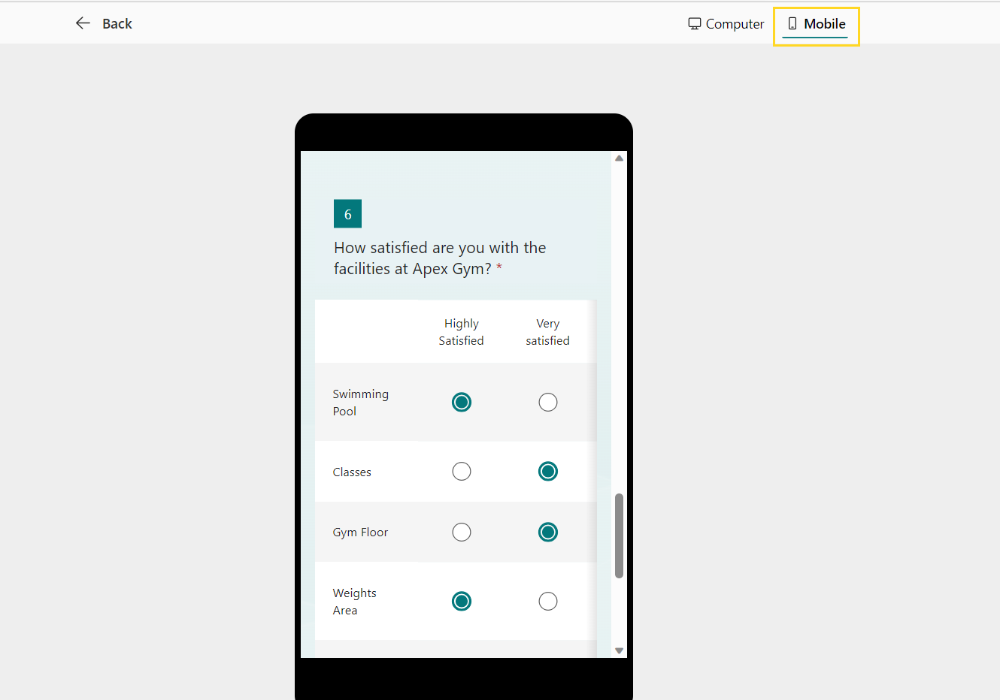 Back
Computer
Mobile
6
How satisfied are you with the
facilities at Apex Gym? *
Highly
Satisfied
Very
satisfied
Swimming
Pool
Classes
Gym Floor
Weights
Area